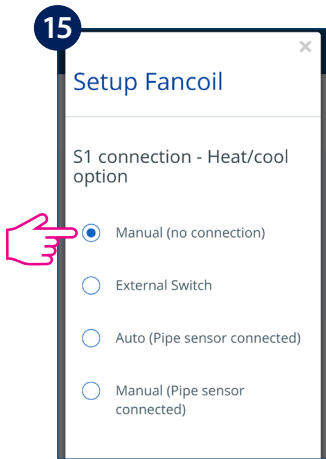 15
×
Setup Fancoil
S1 connection - Heat/cool
option
Manual (no connection)
External Switch
Auto (Pipe sensor connected)
Manual (Pipe sensor
connected)